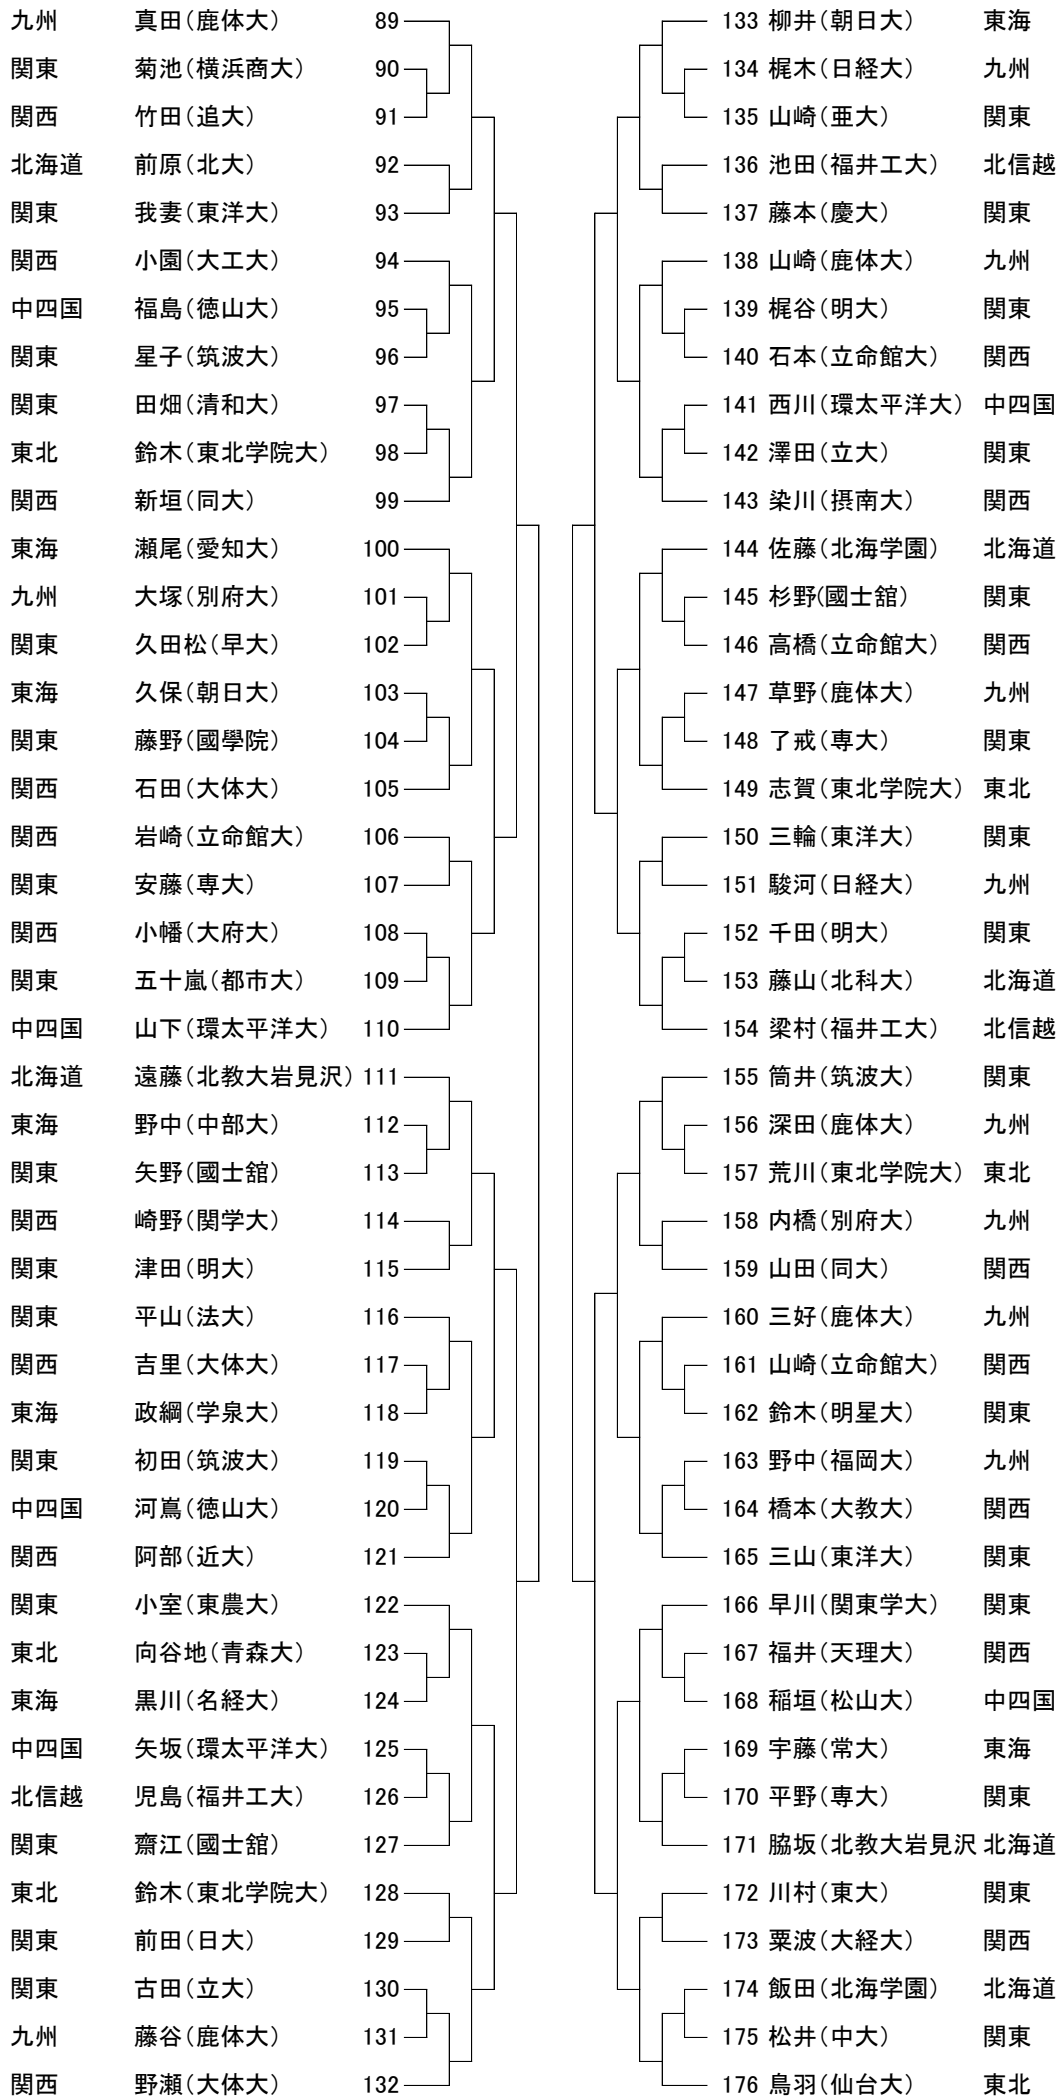 九州 真田(鹿体大) 89
関東 菊池(横浜商大) 90
関西 竹田(追大) 91
北海道 前原(北大) 92
関東 我妻(東洋大) 93
関西 小園(大工大) 94
中四国 福島(徳山大) 95
関東 星子(筑波大) 96
関東 田畑(清和大) 97
東北 鈴木(東北学院大) 98
関西 新垣(同大) 99
東海 瀬尾(愛知大) 100
九州 大塚(別府大) 101
関東 久田松(早大) 102
東海 久保(朝日大) 103
関東 藤野(國學院) 104
関西 石田(大体大) 105
関西 岩崎(立命館大) 106
関東 安藤(専大) 107
関西 小幡(大府大) 108
関東 五十嵐(都市大) 109
中四国 山下(環太平洋大) 110
北海道 遠藤(北教大岩見沢) 111
東海 野中(中部大) 112
関東 矢野(國士舘) 113
関西 崎野(関学大) 114
関東 津田(明大) 115
関東 平山(法大) 116
関西 吉里(大体大) 117
東海 政綱(学泉大) 118
関東 初田(筑波大) 119
中四国 河嶌(徳山大) 120
関西 阿部(近大) 121
関東 小室(東農大) 122
東北 向谷地(青森大) 123
東海 黒川(名経大) 124
中四国 矢坂(環太平洋大) 125
北信越 児島(福井工大) 126
関東 齋江(國士舘) 127
東北 鈴木(東北学院大) 128
関東 前田(日大) 129
関東 古田(立大) 130
九州 藤谷(鹿体大) 131
関西 野瀬(大体大) 132
133 柳井(朝日大) 東海
134 梶木(日経大) 九州
135 山崎(亜大) 関東
136 池田(福井工大) 北信越
137 藤本(慶大) 関東
138 山崎(鹿体大) 九州
139 梶谷(明大) 関東
140 石本(立命館大) 関西
141 西川(環太平洋大) 中四国
142 澤田(立大) 関東
143 染川(摂南大) 関西
144 佐藤(北海学園) 北海道
145 杉野(國士舘) 関東
146 高橋(立命館大) 関西
147 草野(鹿体大) 九州
148 了戒(専大) 関東
149 志賀(東北学院大) 東北
150 三輪(東洋大) 関東
151 駿河(日経大) 九州
152 千田(明大) 関東
153 藤山(北科大) 北海道
154 梁村(福井工大) 北信越
155 筒井(筑波大) 関東
156 深田(鹿体大) 九州
157 荒川(東北学院大) 東北
158 内橋(別府大) 九州
159 山田(同大) 関西
160 三好(鹿体大) 九州
161 山崎(立命館大) 関西
162 鈴木(明星大) 関東
163 野中(福岡大) 九州
164 橋本(大教大) 関西
165 三山(東洋大) 関東
166 早川(関東学大) 関東
167 福井(天理大) 関西
168 稲垣(松山大) 中四国
169 宇藤(常大) 東海
170 平野(専大) 関東
171 脇坂(北教大岩見沢 北海道
172 川村(東大) 関東
173 粟波(大経大) 関西
174 飯田(北海学園) 北海道
175 松井(中大) 関東
176 鳥羽(仙台大) 東北